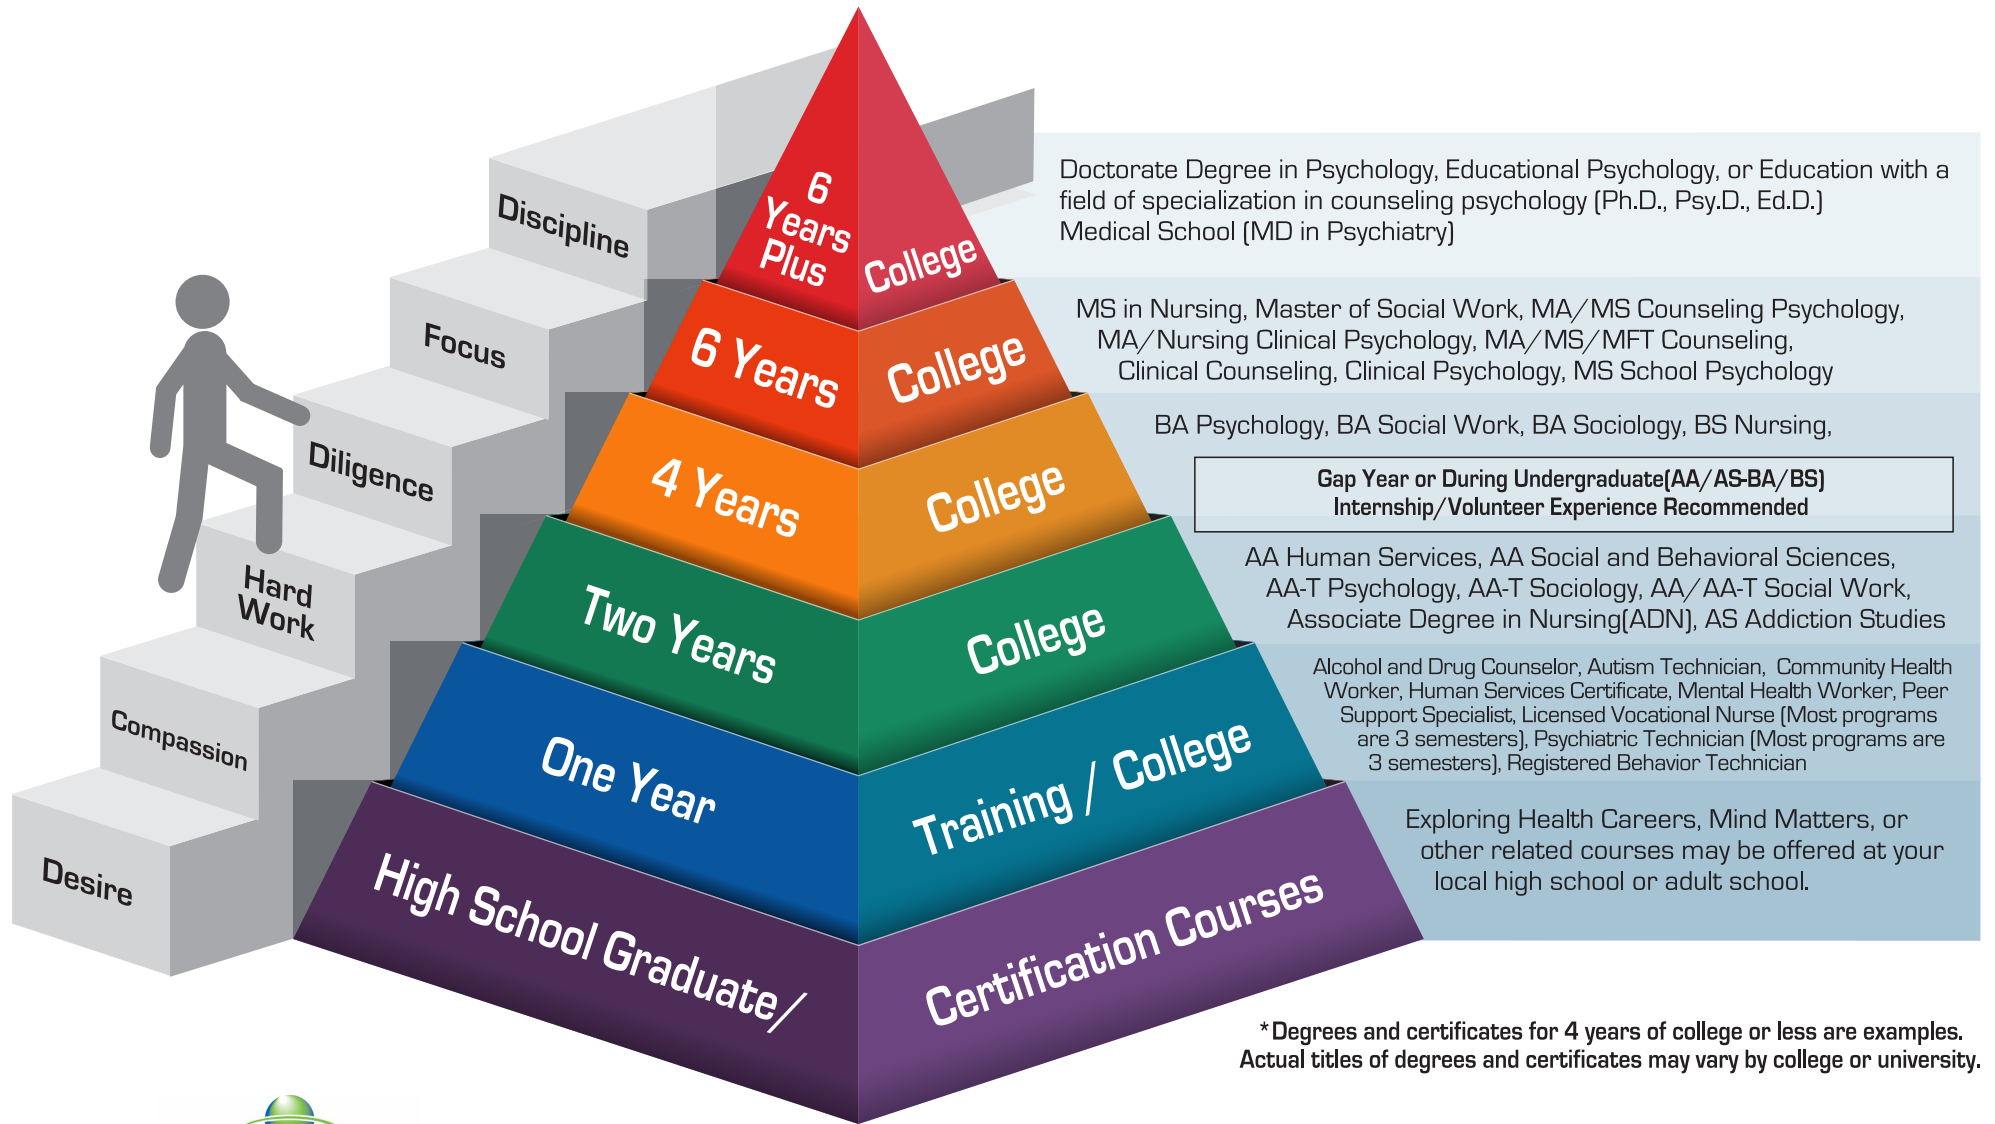 Discipline
Focus
Diligence
Hard
Work
Compassion
Desire
6
Years
Plus
College
6 Years
College
4 Years
College
Two Years
College
One Year
Training / College
High School Graduate/
Certification Courses
Doctorate Degree in Psychology, Educational Psychology, or Education with a
field of specialization in counseling psychology (Ph.D., Psy.D., Ed.D.)
Medical School (MD in Psychiatry)
MS in Nursing, Master of Social Work, MA/MS Counseling Psychology,
MA/Nursing Clinical Psychology, MA/MS/MFT Counseling,
Clinical Counseling, Clinical Psychology, MS School Psychology
BA Psychology, BA Social Work, BA Sociology, BS Nursing,
Gap Year or During Undergraduate(AA/AS-BA/BS)
Internship/Volunteer Experience Recommended
AA Human Services, AA Social and Behavioral Sciences,
AA-T Psychology, AA-T Sociology, AA/AA-T Social Work,
Associate Degree in Nursing(ADN), AS Addiction Studies
Alcohol and Drug Counselor, Autism Technician, Community Health
Worker, Human Services Certificate, Mental Health Worker, Peer
Support Specialist, Licensed Vocational Nurse (Most programs
are 3 semesters), Psychiatric Technician (Most programs are
3 semesters), Registered Behavior Technician
Exploring Health Careers, Mind Matters, or
other related courses may be offered at your
local high school or adult school.
*Degrees and certificates for 4 years of college or less are examples.
Actual titles of degrees and certificates may vary by college or university.